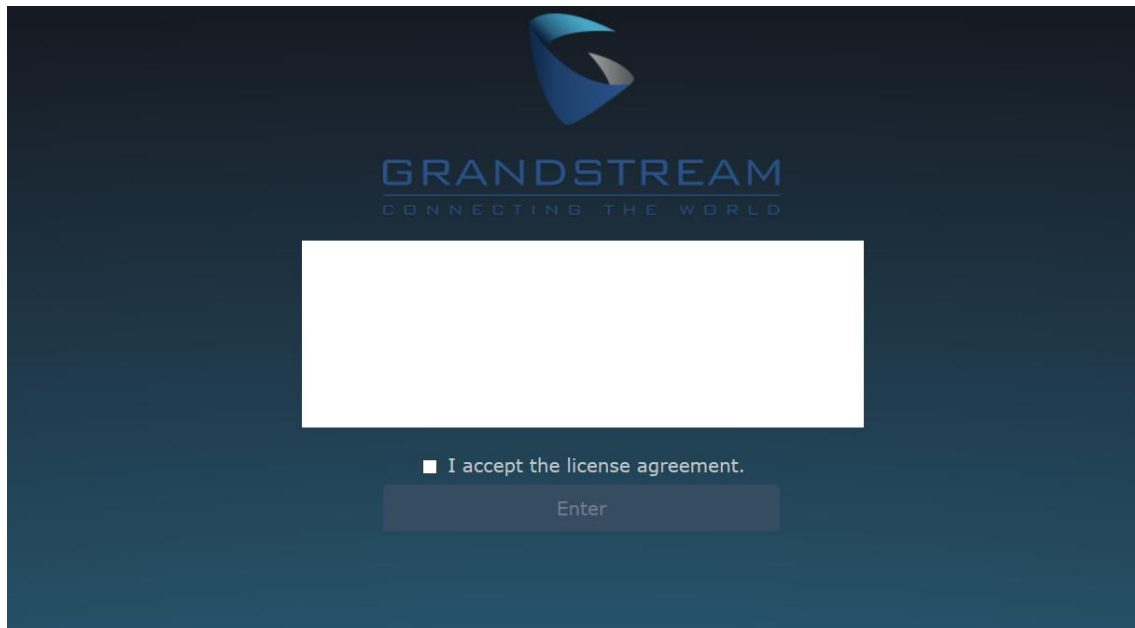 GRANDSTREAM
CONNECTING THE WORLD
I accept the license agreement.
Enter